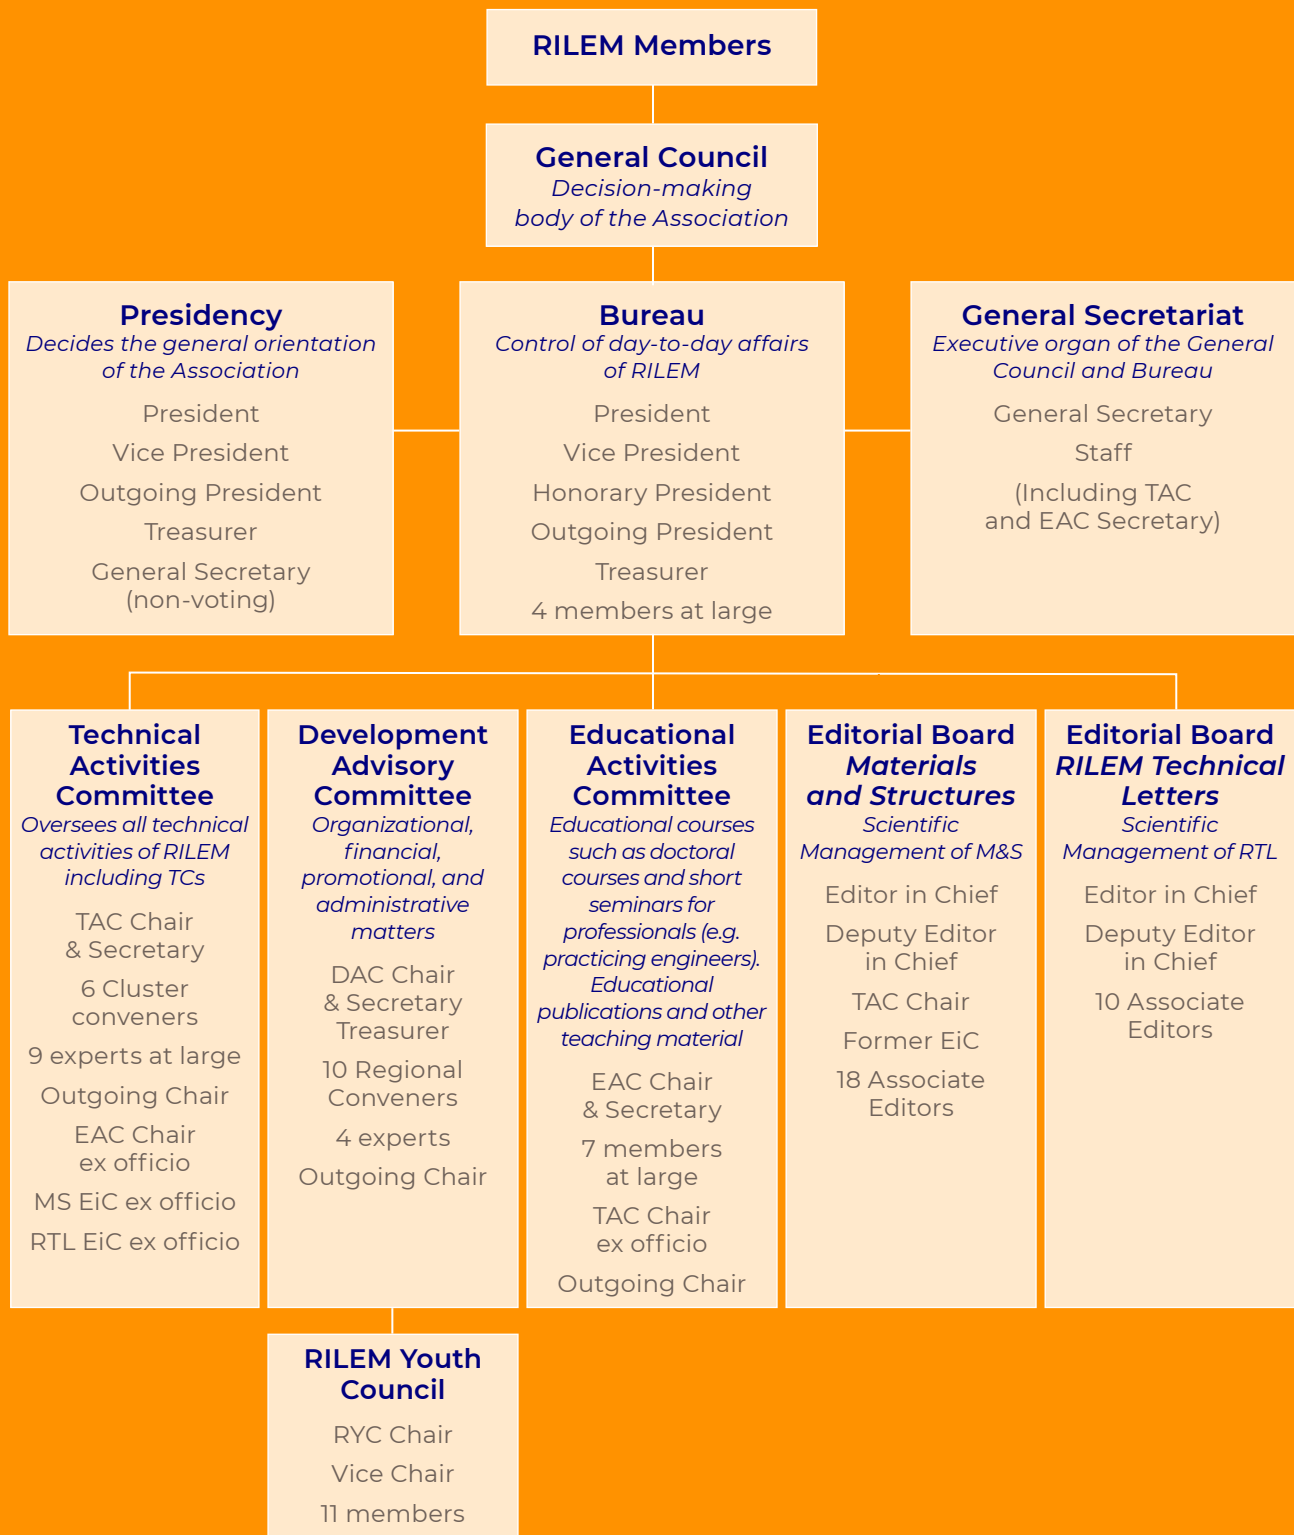 RILEM Members
General Council
Decision-making
body of the Association
Presidency
Decides the general orientation
of the Association
President
Vice President
Outgoing President
Treasurer
General Secretary
(non-voting)
Bureau
Control of day-to-day affairs
of RILEM
President
Vice President
Honorary President
Outgoing President
Treasurer
4 members at large
General Secretariat
Executive organ of the General
Council and Bureau
General Secretary
Staff
(Including TAC
and EAC Secretary)
Technical
Activities
Committee
Oversees all technical
activities of RILEM
including TCs
TAC Chair
& Secretary
6 Cluster
conveners
9 experts at large
Outgoing Chair
EAC Chair
ex officio
MS EiC ex officio
RTL EiC ex officio
Development
Advisory
Committee
Organizational,
financial,
promotional, and
administrative
matters
DAC Chair
& Secretary
Treasurer
10 Regional
Conveners
4 experts
Outgoing Chair
Educational
Activities
Committee
Educational courses
such as doctoral
courses and short
seminars for
professionals (e.g.
practicing engineers).
Educational
publications and other
teaching material
EAC Chair
& Secretary
7 members
at large
TAC Chair
ex officio
Outgoing Chair
Editorial Board
Materials
and Structures
Scientific
Management of M&S
Editor in Chief
Deputy Editor
in Chief
TAC Chair
Former EiC
18 Associate
Editors
Editorial Board
RILEM Technical
Letters
Scientific
Management of RTL
Editor in Chief
Deputy Editor
in Chief
10 Associate
Editors
RILEM Youth
Council
RYC Chair
Vice Chair
11 members